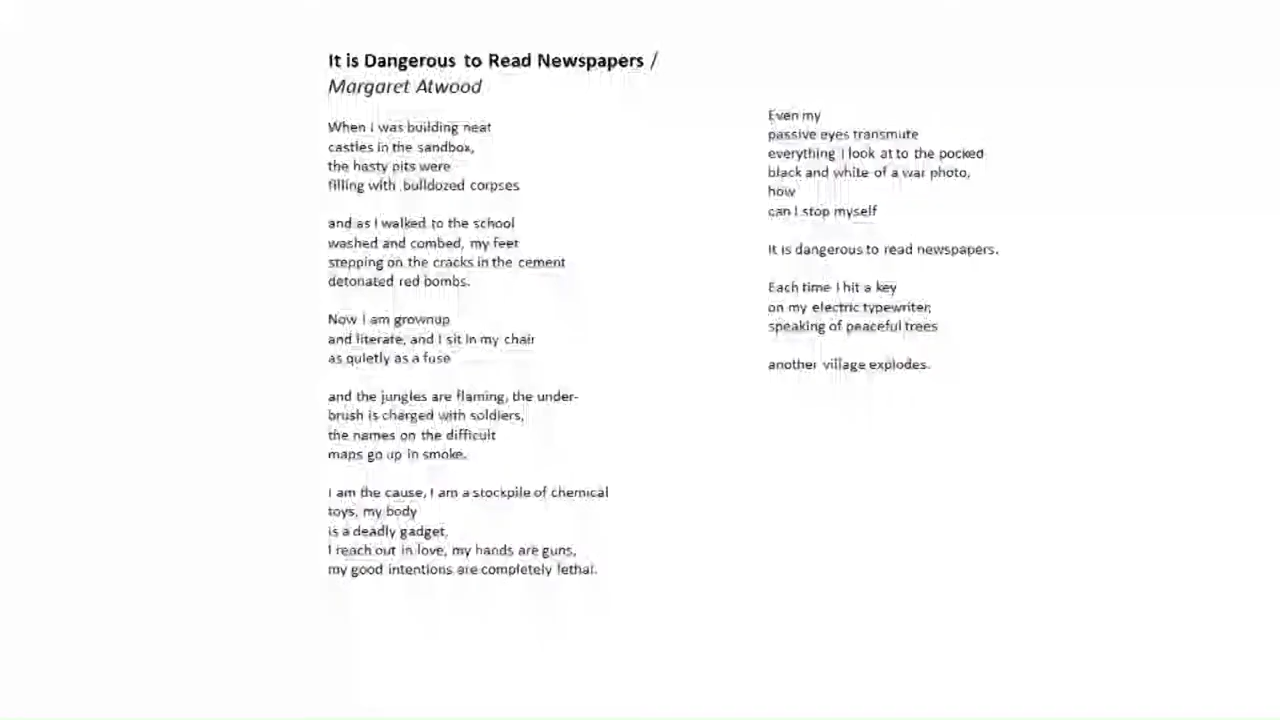 It is Dangerous to Read Newspapers /
Margaret Atwood
When I was building neat
castles in the sandbox,
the hasty pits were
filling with bulldozed corpses
and as I walked to the school
washed and combed, my feet
stepping on the cracks in the cement
detonated red bombs.
Now I am grownup
and literate, and I sit in my chair
as quietly as a fuse
and the jungles are flaming, the under-
brush is charged with soldiers,
the names on the difficult
maps go up in smoke.
I am the cause, I am a stockpile of chemical
toys, my body
is a deadly gadget,
I reach out in love, my hands are guns,
my good intentions are completely lethal.
Even my
passive eyes transmute
everything I look at to the pocked
black and white of a war photo,
how
can I stop myself
It is dangerous to read newspapers.
Each time I hit a key
on my electric typewriter,
speaking of peaceful trees
another village explodes.